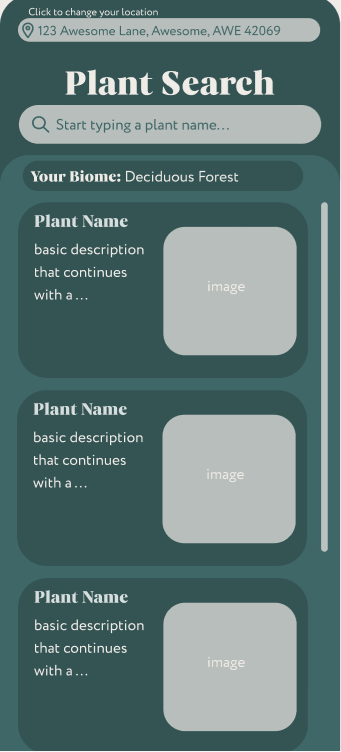 Click to change your location
123 Awesome Lane, Awesome, AWE 42069
Plant Search
Start typing a plant name...
Your Biome: Deciduous Forest
Plant Name
basic description
that continues
with a ...
image
Plant Name
basic description
that continues
with a ...
image
Plant Name
basic description
that continues
with a ...
image